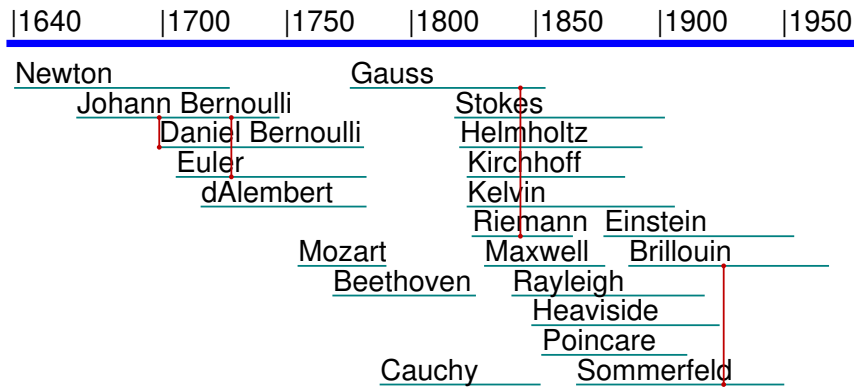 |1640 |1700 |1750 |1800 |1850 |1900 |1950
Newton Gauss
Johann Bernoulli Stokes
Daniel Bernoulli Helmholtz
Euler Kirchhoff
dAlembert Kelvin
Riemann Einstein
Mozart Maxwell Brillouin
Beethoven Rayleigh
Heaviside
Poincare
Cauchy Sommerfeld